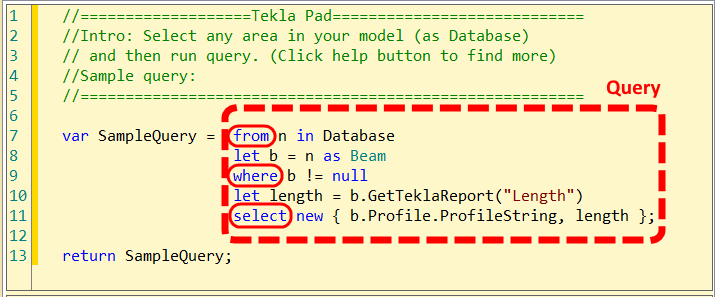 1 //====================Tekla Pad=============================
2 //Intro: Select any area in your model (as Database)
3 // and then run query. (Click help button to find more)
4 //Sample query:
5 //===========================================================
Query
6
7 var SampleQuery = from n in Database
8 let b = n as Beam
9 where b != null
10 let length = b.GetTeklaReport("Length")
11 select new { b.Profile.ProfileString, length };
12
13 return SampleQuery;